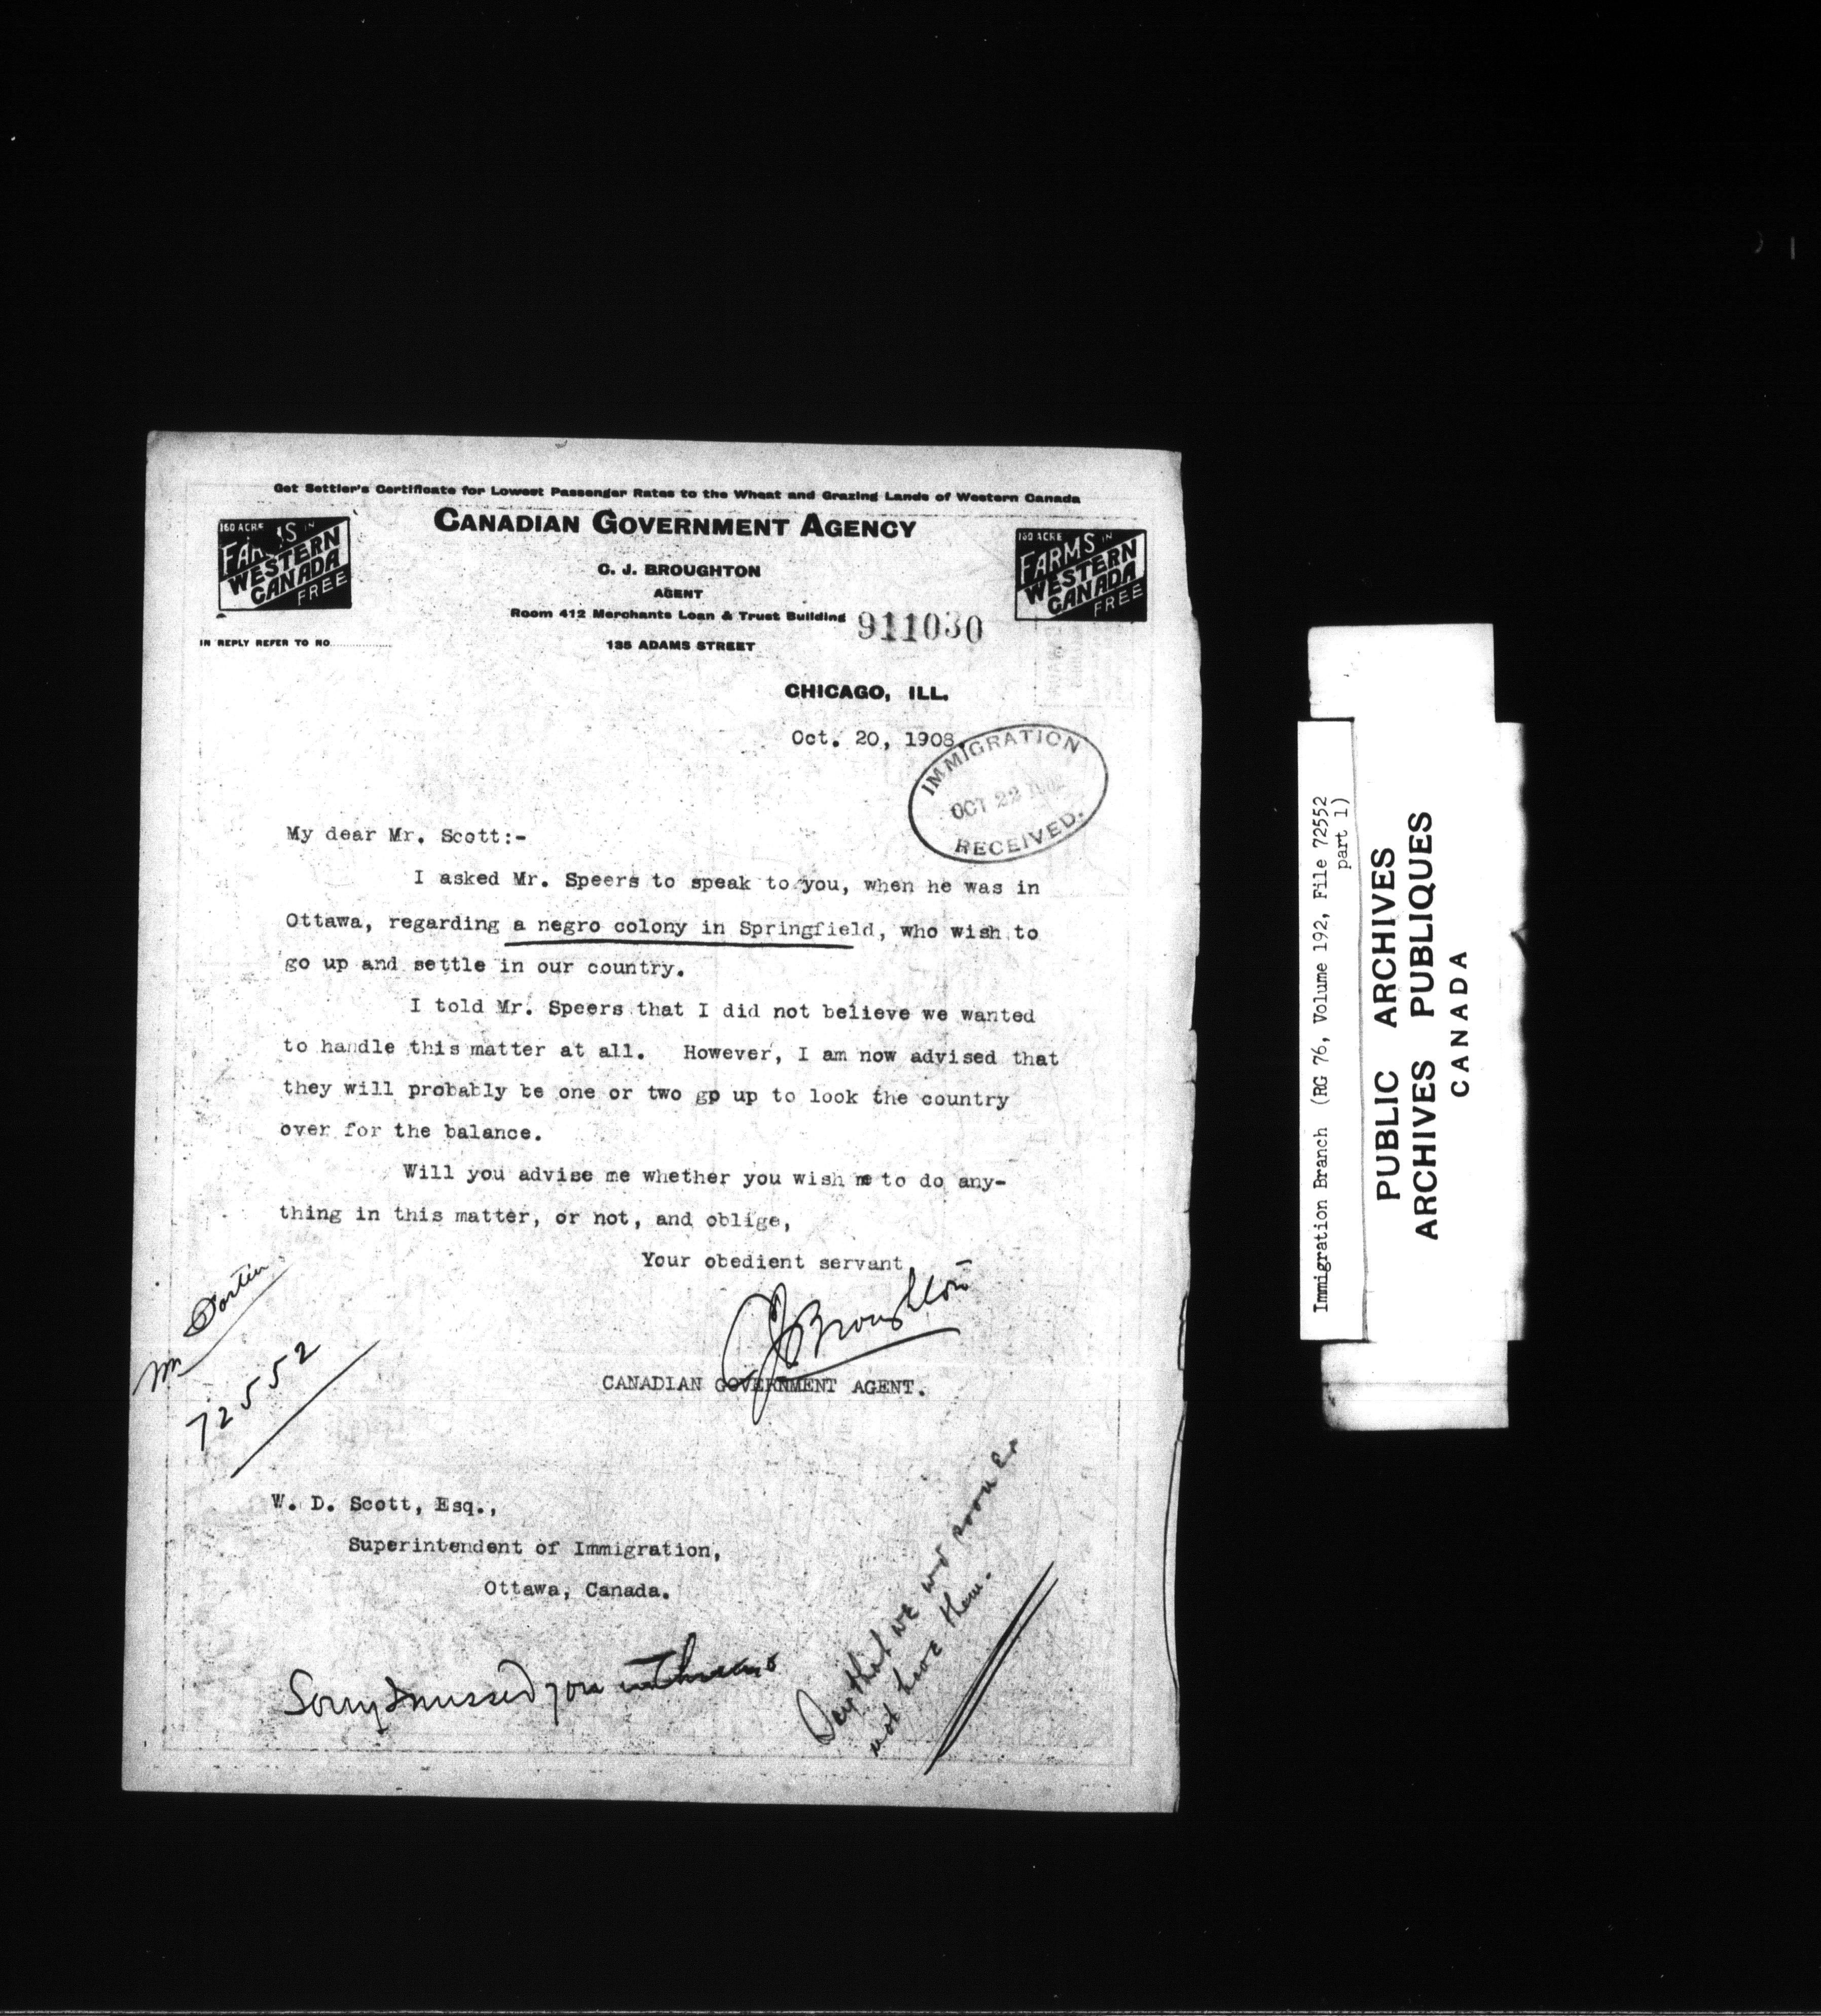 Get Settler's Certificate for Lowest Passenger Rates to the Wheat and Grazing Lands of Western Canada
CANADIAN GOVERNMENT AGENCY
160 ACRE
FARMS IN
WESTERN
CANADA
FREE
160 ACRE
FARMS IN
WESTERN
CANADA
FREE
C. J. BROUGHTON
AGENT
Room 412 Merchants Loan & Trust Building
911030
IN REPLY REFER TO NO
135 ADAMS STREET
CHICAGO, ILL.
Oct. 20, 1908.
IMMIGRATION
OCT 22
RECEIVED.
My dear Mr. Scott:-
I asked Mr. Speers to speak to you, when he was in
Ottawa, regarding a negro colony in Springfield, who wish to
go up and settle in our country.
I told Mr. Speers that I did not believe we wanted
to handle this matter at all. However, I am now advised that
they will probably be one or two go up to look the country
over for the balance.
Will you advise me whether you wish me to do any-
thing in this matter, or not, and oblige,
Your obedient servant
CJBroughton
CANADIAN GOVERNMENT AGENT.
Mr
72552
W. D. Scott, Esq.,
Superintendent of Immigration,
Ottawa, Canada.
Sorry I missed you
Say that we wd sooner
not have them.
Immigration Branch (RG 76, Volume 192, File 72552
part 1)
PUBLIC ARCHIVES
ARCHIVES PUBLIQUES
CANADA